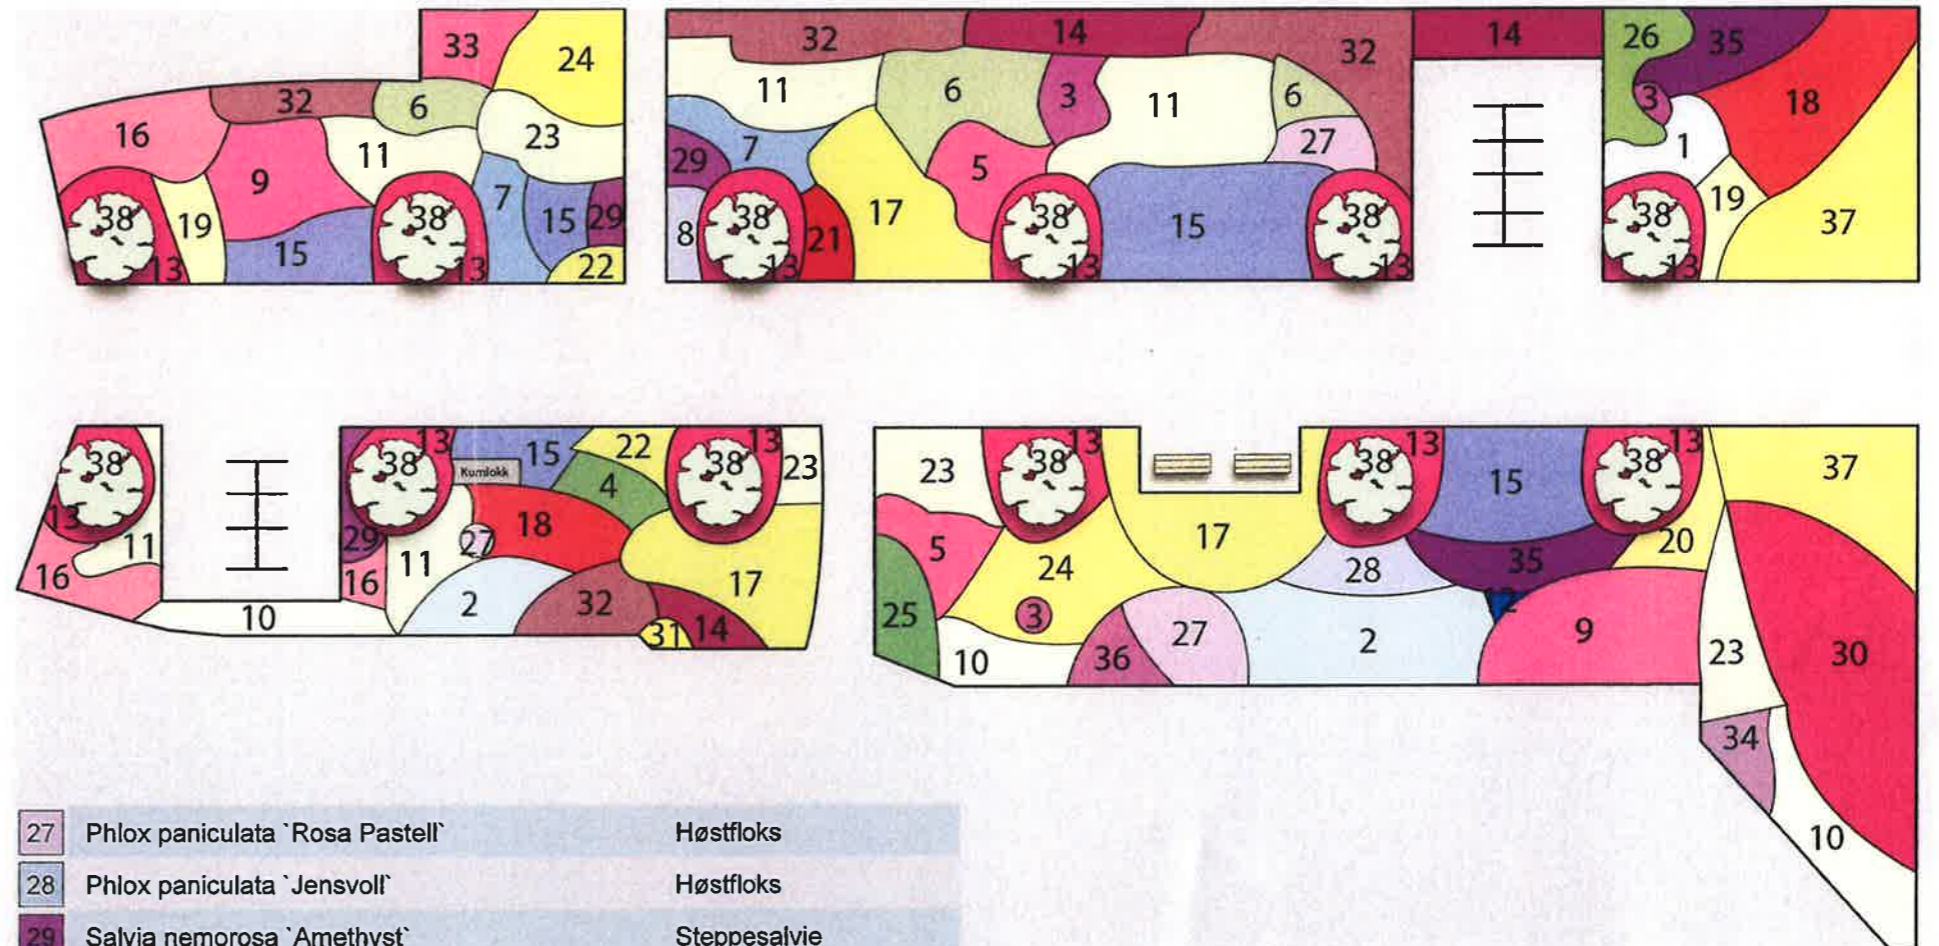 33 24
32 6
16 23
11
9
7
38 19 38 15 29
15
13 13 22
32 14 32 14
11 6 3 11 6
29 7 27
5
8 38 17 38 15 38
21
13 13 13
26 35
3 18
1
19
38 37
13
13 15 22 13 23
38 38 Kumlokk 38
4
13 18
29 27
11 11
16 16 17
2 32
10 31 14
13 13 13 37
23 38 38 15 38
17
5 35 20
24 28
25 3
27 2 9
10 36 23 30
34
10
27 Phlox paniculata `Rosa Pastell` Høstfloks
28 Phlox paniculata `Jensvoll` Høstfloks
29 Salvia nemorosa `Amethyst` Steppesalvie